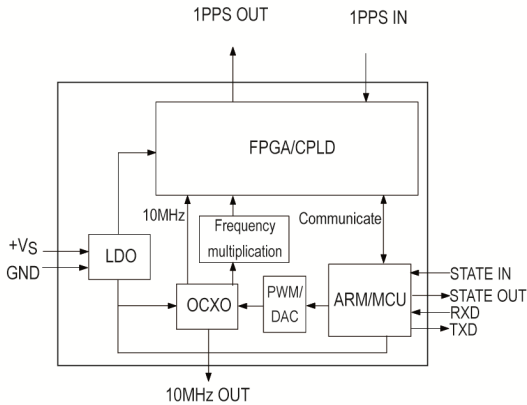 1PPS OUT
1PPS IN
FPGA/CPLD
10MHz
Frequency
multiplication
Communicate
+VS
GND
LDO
OCXO
PWM/
DAC
ARM/MCU
STATE IN
STATE OUT
RXD
TXD
10MHz OUT